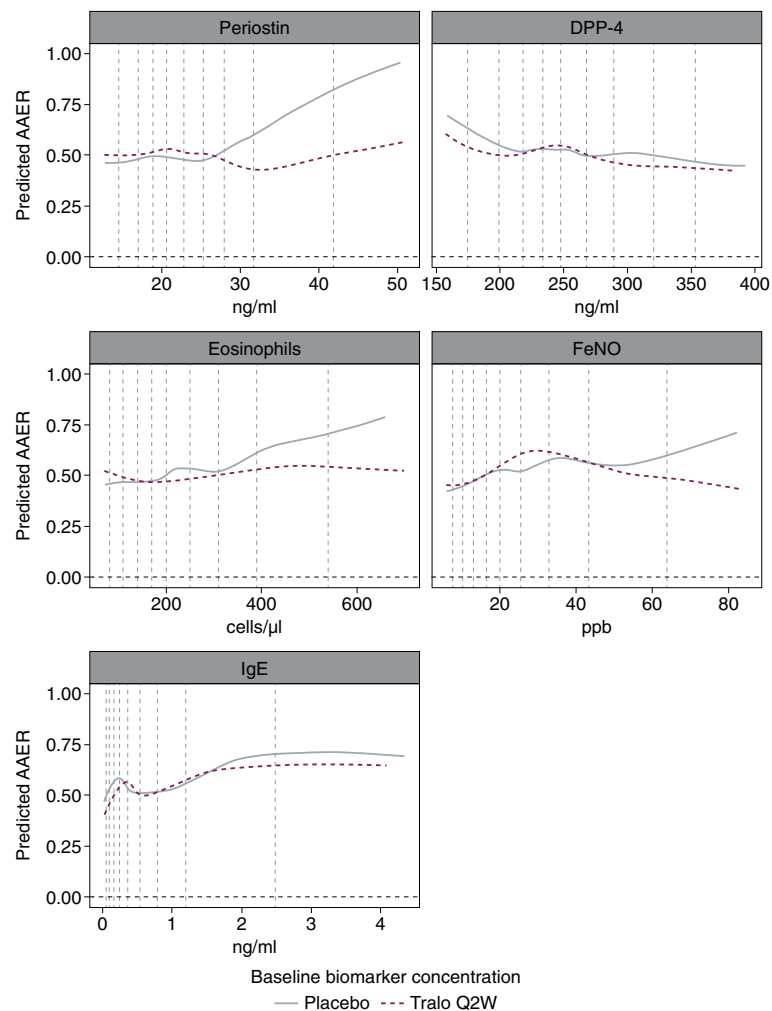 Periostin
DPP-4
Predicted AAER
1.00
0.75
0.50
0.25
0.00
20 30 40 50
ng/ml
150 200 250 300 350 400
ng/ml
Eosinophils
FeNO
Predicted AAER
1.00
0.75
0.50
0.25
0.00
200 400 600
cells/µl
20 40 60 80
ppb
IgE
Predicted AAER
1.00
0.75
0.50
0.25
0.00
0 1 2 3 4
ng/ml
Baseline biomarker concentration
Placebo Tralo Q2W